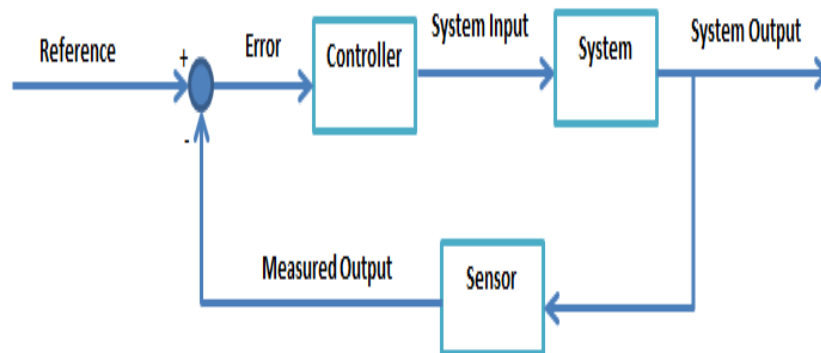 Reference
+
Error
Controller
System Input
System
System Output
-
Measured Output
Sensor